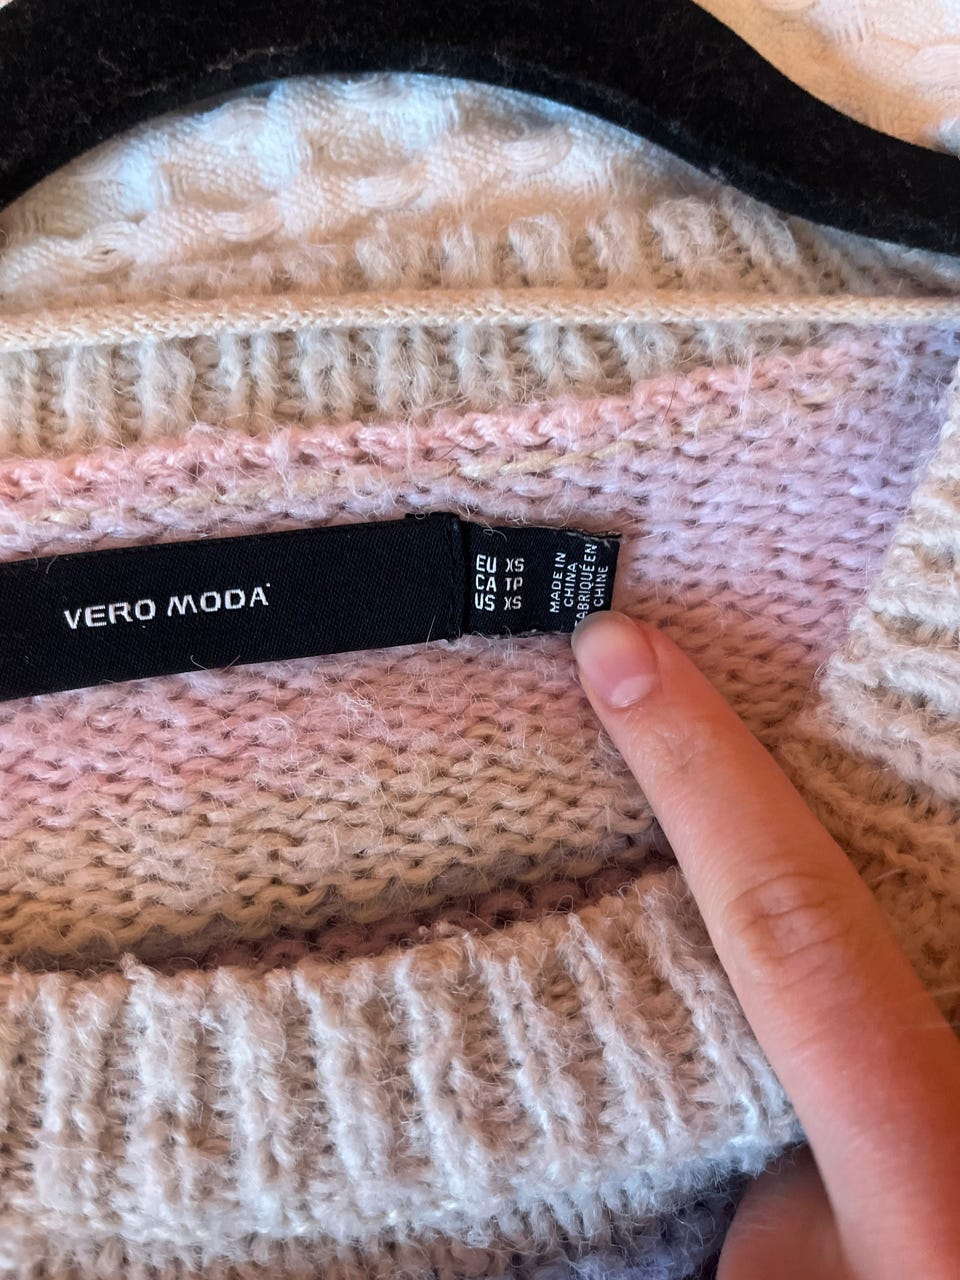 VERO MODA
EU XS
CA TP
US XS
MADE IN
CHINA
FABRIQUÉ EN
CHINE